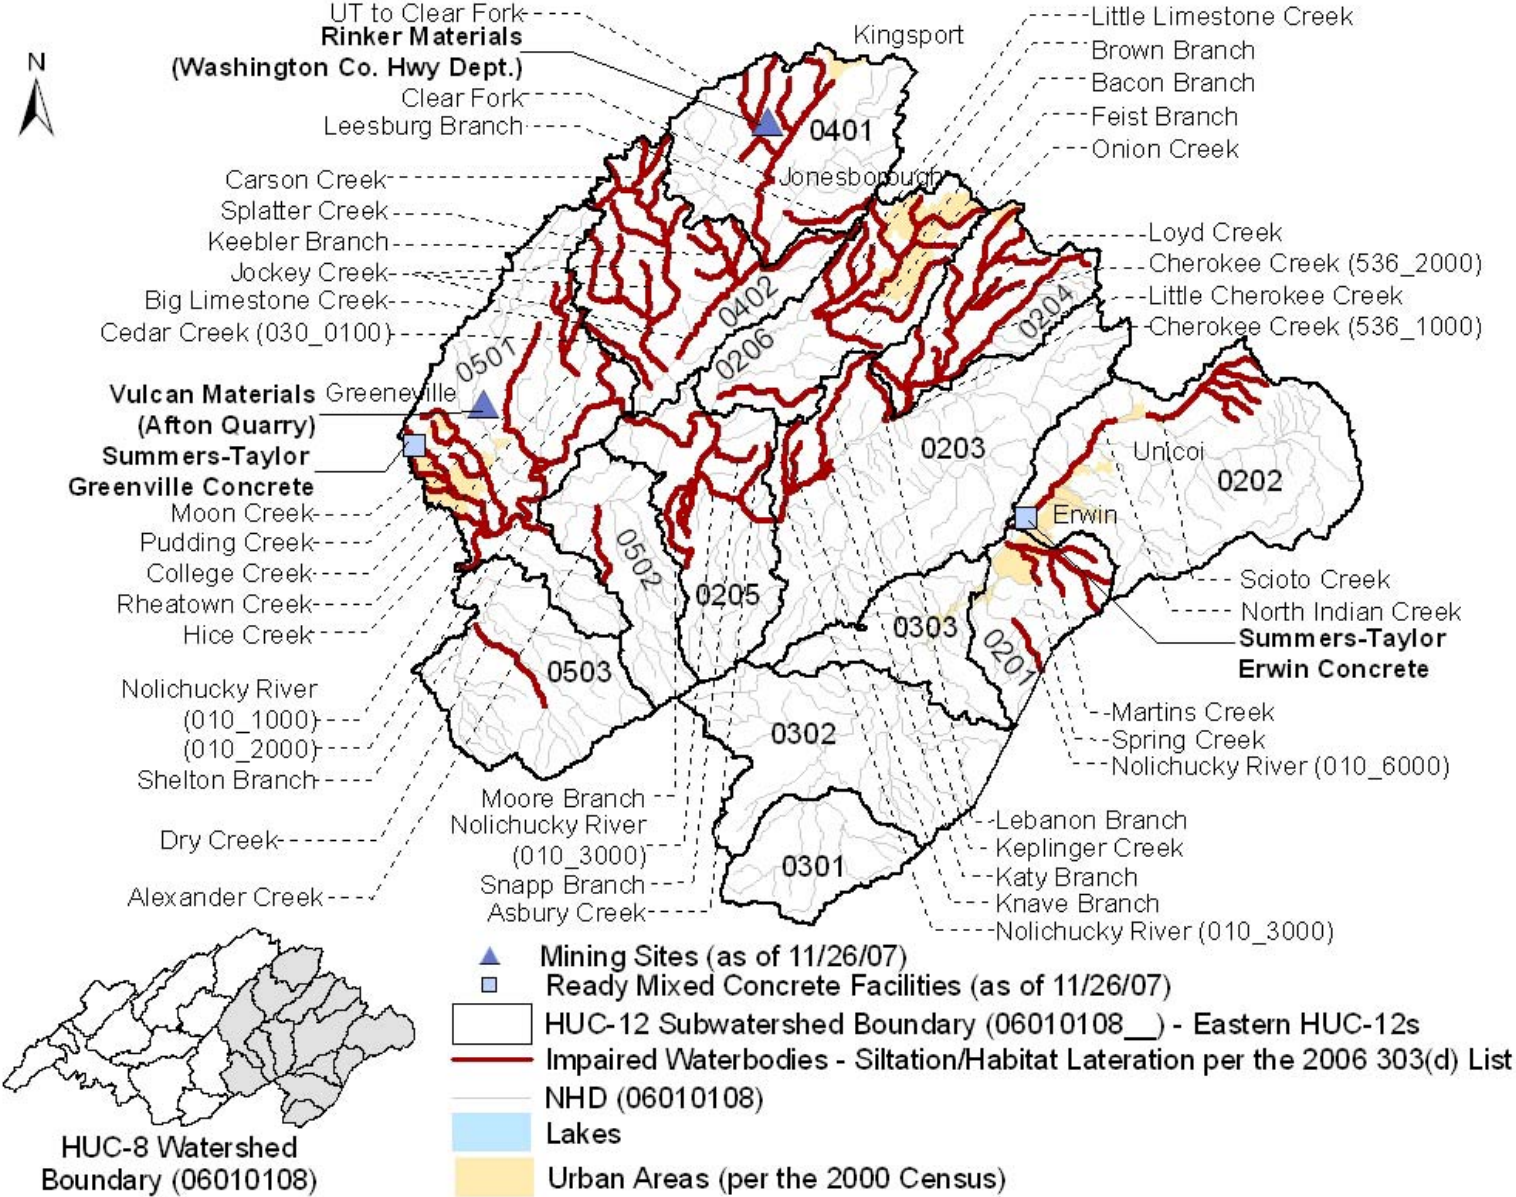 UT to Clear Fork
Rinker Materials
(Washington Co. Hwy Dept.)
Clear Fork
Leesburg Branch
Carson Creek
Splatter Creek
Keebler Branch
Jockey Creek
Big Limestone Creek
Cedar Creek (030_0100)
Vulcan Materials
(Afton Quarry)
Summers-Taylor
Greenville Concrete
Moon Creek
Pudding Creek
College Creek
Rheatown Creek
Hice Creek
Nolichucky River
(010_1000)
(010_2000)
Shelton Branch
Dry Creek
Alexander Creek
N
Kingsport
0401
Jonesborough
0402
0206
0204
0501
Greeneville
0203
Unicoi
0202
Erwin
0502
0205
0303
0201
0503
0302
0301
Little Limestone Creek
Brown Branch
Bacon Branch
Feist Branch
Onion Creek
Loyd Creek
Cherokee Creek (536_2000)
Little Cherokee Creek
Cherokee Creek (536_1000)
Scioto Creek
North Indian Creek
Summers-Taylor
Erwin Concrete
Martins Creek
Spring Creek
Nolichucky River (010_6000)
Moore Branch
Nolichucky River
(010_3000)
Snapp Branch
Asbury Creek
Lebanon Branch
Keplinger Creek
Katy Branch
Knave Branch
Nolichucky River (010_3000)
Mining Sites (as of 11/26/07)
Ready Mixed Concrete Facilities (as of 11/26/07)
HUC-12 Subwatershed Boundary (06010108__) - Eastern HUC-12s
Impaired Waterbodies - Siltation/Habitat Lateration per the 2006 303(d) List
NHD (06010108)
Lakes
Urban Areas (per the 2000 Census)
HUC-8 Watershed
Boundary (06010108)